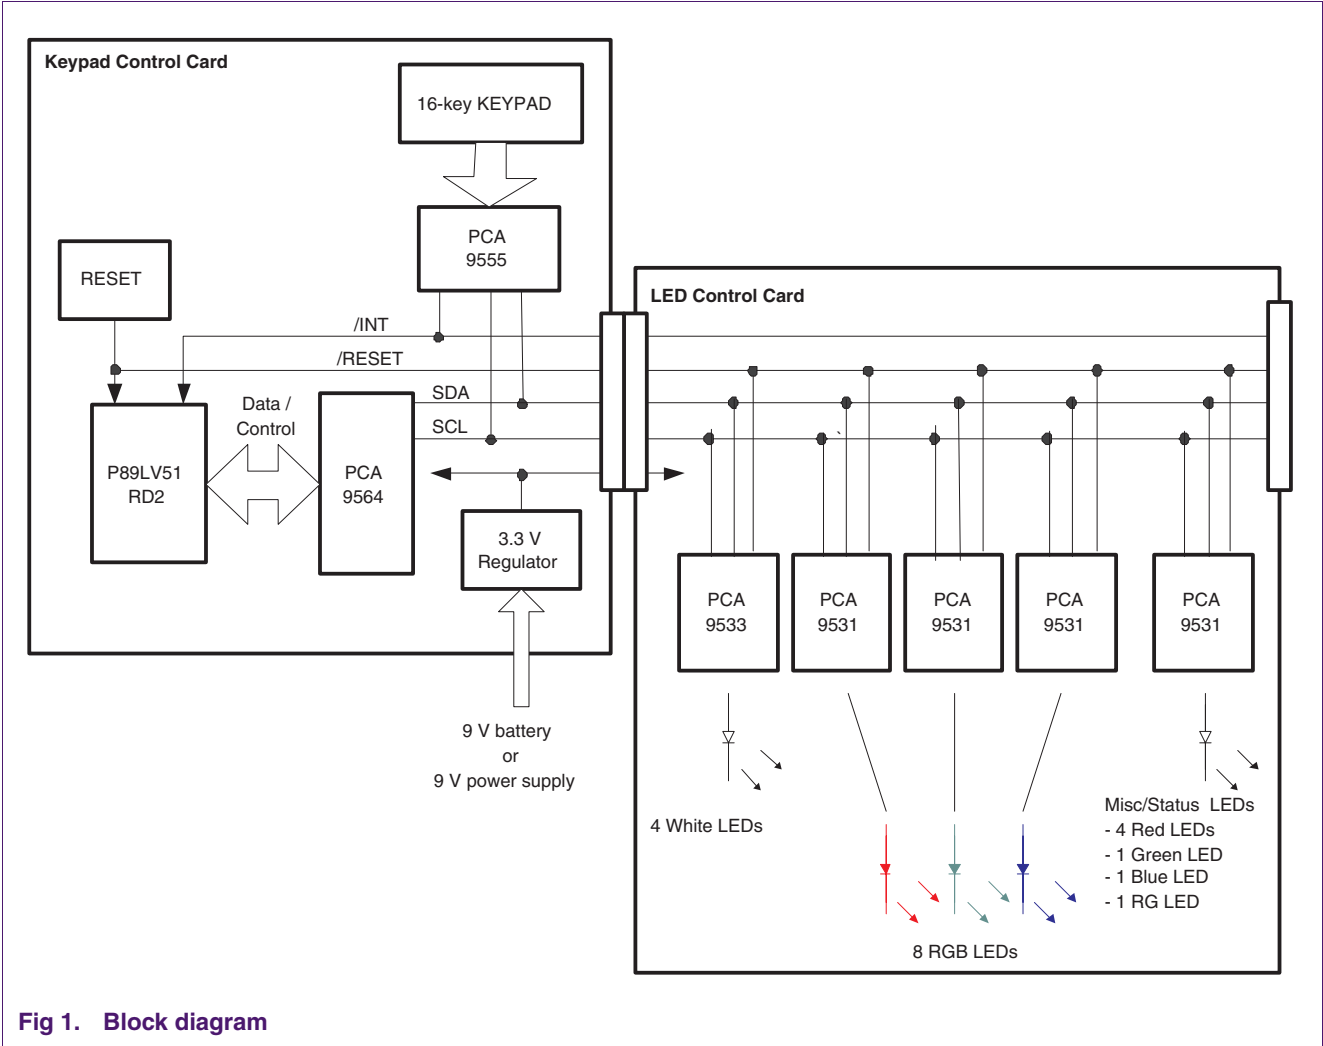 Keypad Control Card
16-key KEYPAD
PCA
9555
RESET
/INT
/RESET
SDA
SCL
Data /
Control
P89LV51
RD2
PCA
9564
3.3 V
Regulator
9 V battery
or
9 V power supply
LED Control Card
PCA
9533
PCA
9531
PCA
9531
PCA
9531
PCA
9531
4 White LEDs
8 RGB LEDs
Misc/Status LEDs
- 4 Red LEDs
- 1 Green LED
- 1 Blue LED
- 1 RG LED
Fig 1. Block diagram